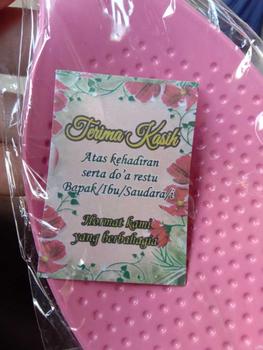 Terima Kasih
Atas kehadiran
serta do'a restu
Bapak/Ibu/Saudara/i
Hormat kami
yang berbahagia